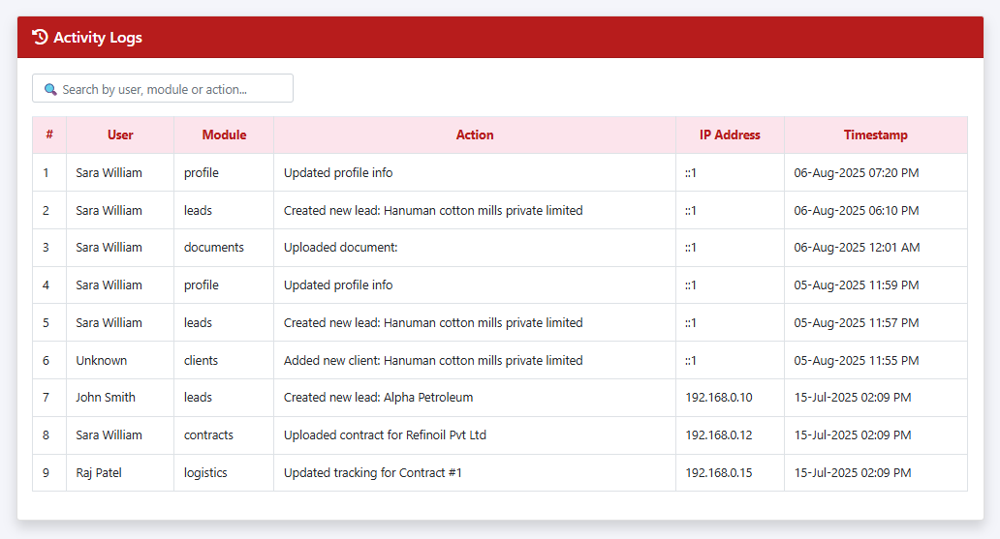 Activity Logs
Search by user, module or action...
# User Module Action IP Address Timestamp
1 Sara William profile Updated profile info ::1 06-Aug-2025 07:20 PM
2 Sara William leads Created new lead: Hanuman cotton mills private limited ::1 06-Aug-2025 06:10 PM
3 Sara William documents Uploaded document: ::1 06-Aug-2025 12:01 AM
4 Sara William profile Updated profile info ::1 05-Aug-2025 11:59 PM
5 Sara William leads Created new lead: Hanuman cotton mills private limited ::1 05-Aug-2025 11:57 PM
6 Unknown clients Added new client: Hanuman cotton mills private limited ::1 05-Aug-2025 11:55 PM
7 John Smith leads Created new lead: Alpha Petroleum 192.168.0.10 15-Jul-2025 02:09 PM
8 Sara William contracts Uploaded contract for Refinoil Pvt Ltd 192.168.0.12 15-Jul-2025 02:09 PM
9 Raj Patel logistics Updated tracking for Contract #1 192.168.0.15 15-Jul-2025 02:09 PM